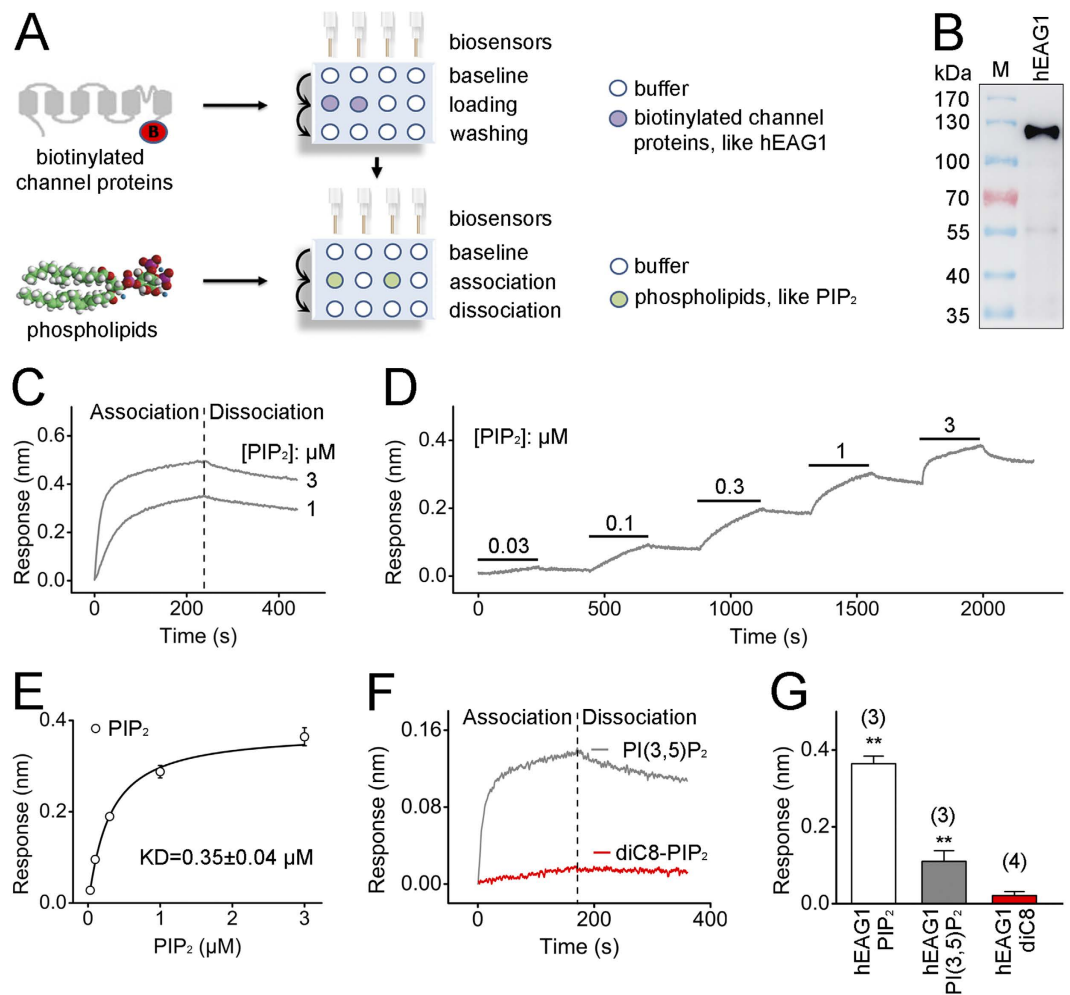 A
biosensors
baseline
loading
washing
B
biotinylated
channel proteins
buffer
biotinylated channel
proteins, like hEAG1
biosensors
baseline
association
dissociation
phospholipids
buffer
phospholipids, like PIP₂
B
hEAG1
kDa M
170
130
100
70
55
40
35
C
Association Dissociation
[PIP₂]: μM
3
1
0.6
0.4
0.2
0.0
Response (nm)
0 200 400
Time (s)
D
[PIP₂]: μM
0.03
0.1
0.3
1
3
0.4
0.2
0.0
Response (nm)
0 500 1000 1500 2000
Time (s)
E
PIP₂
KD=0.35±0.04 μM
0.4
0.2
0.0
Response (nm)
0 1 2 3
PIP₂ (μM)
F
Association Dissociation
PI(3,5)P₂
diC8-PIP₂
0.16
0.08
0.00
Response (nm)
0 200 400
Time (s)
G
(3)
**
(3)
**
(4)
0.4
0.2
0.0
Response (nm)
hEAG1
PIP₂
hEAG1
PI(3,5)P₂
hEAG1
diC8